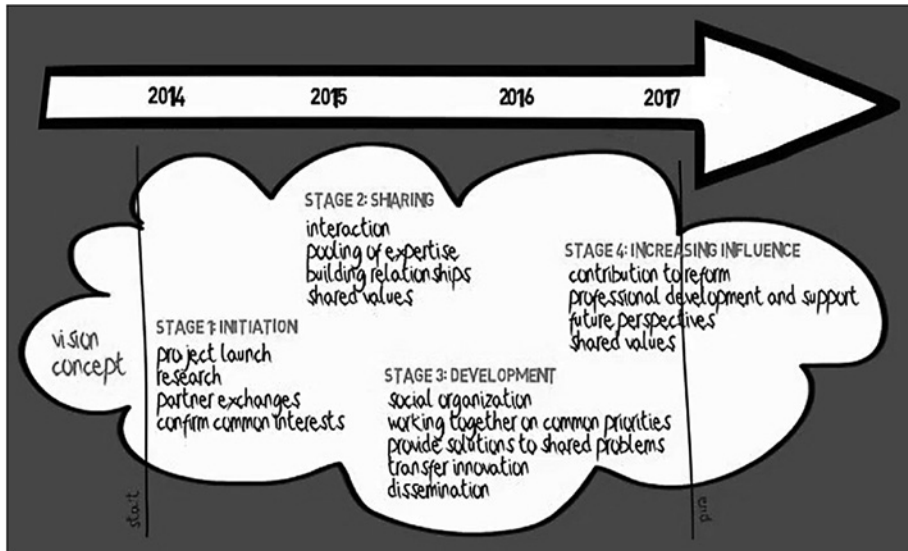 2014 2015 2016 2017
STAGE 2: SHARING
interaction
pooling of expertise
building relationships
shared values
STAGE 4: INCREASING INFLUENCE
contribution to reform
professional development and support
future perspectives
shared values
vision
concept
STAGE 1: INITIATION
project launch
research
partner exchanges
confirm common interests
STAGE 3: DEVELOPMENT
social organization
working together on common priorities
provide solutions to shared problems
transfer innovation
dissemination
start
end